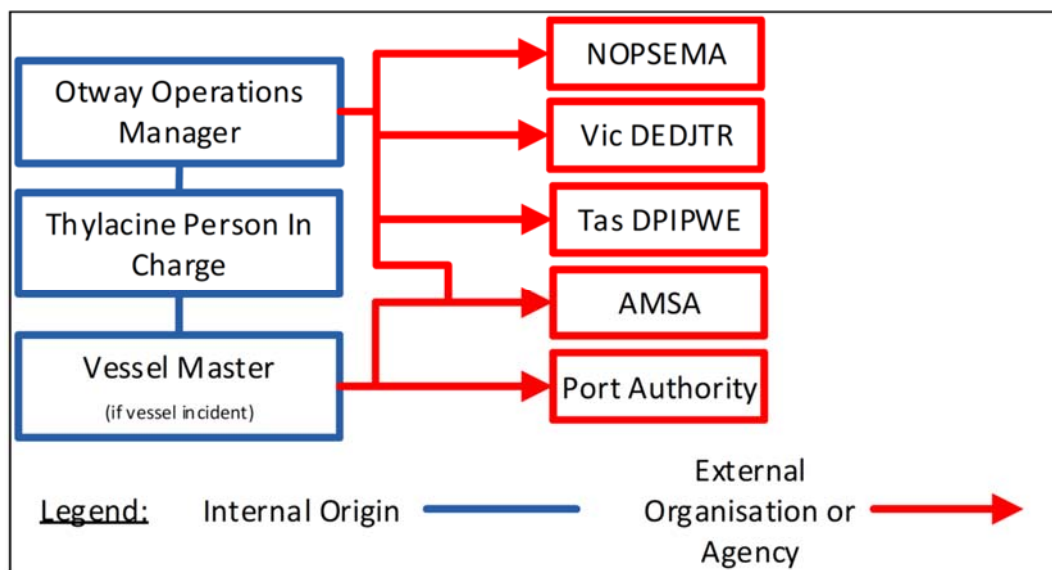 Otway Operations
Manager
Thylacine Person In
Charge
Vessel Master
(if vessel incident)
NOPSEMA
Vic DEDJTR
Tas DPIPWE
AMSA
Port Authority
Legend:
Internal Origin
External
Organisation or
Agency